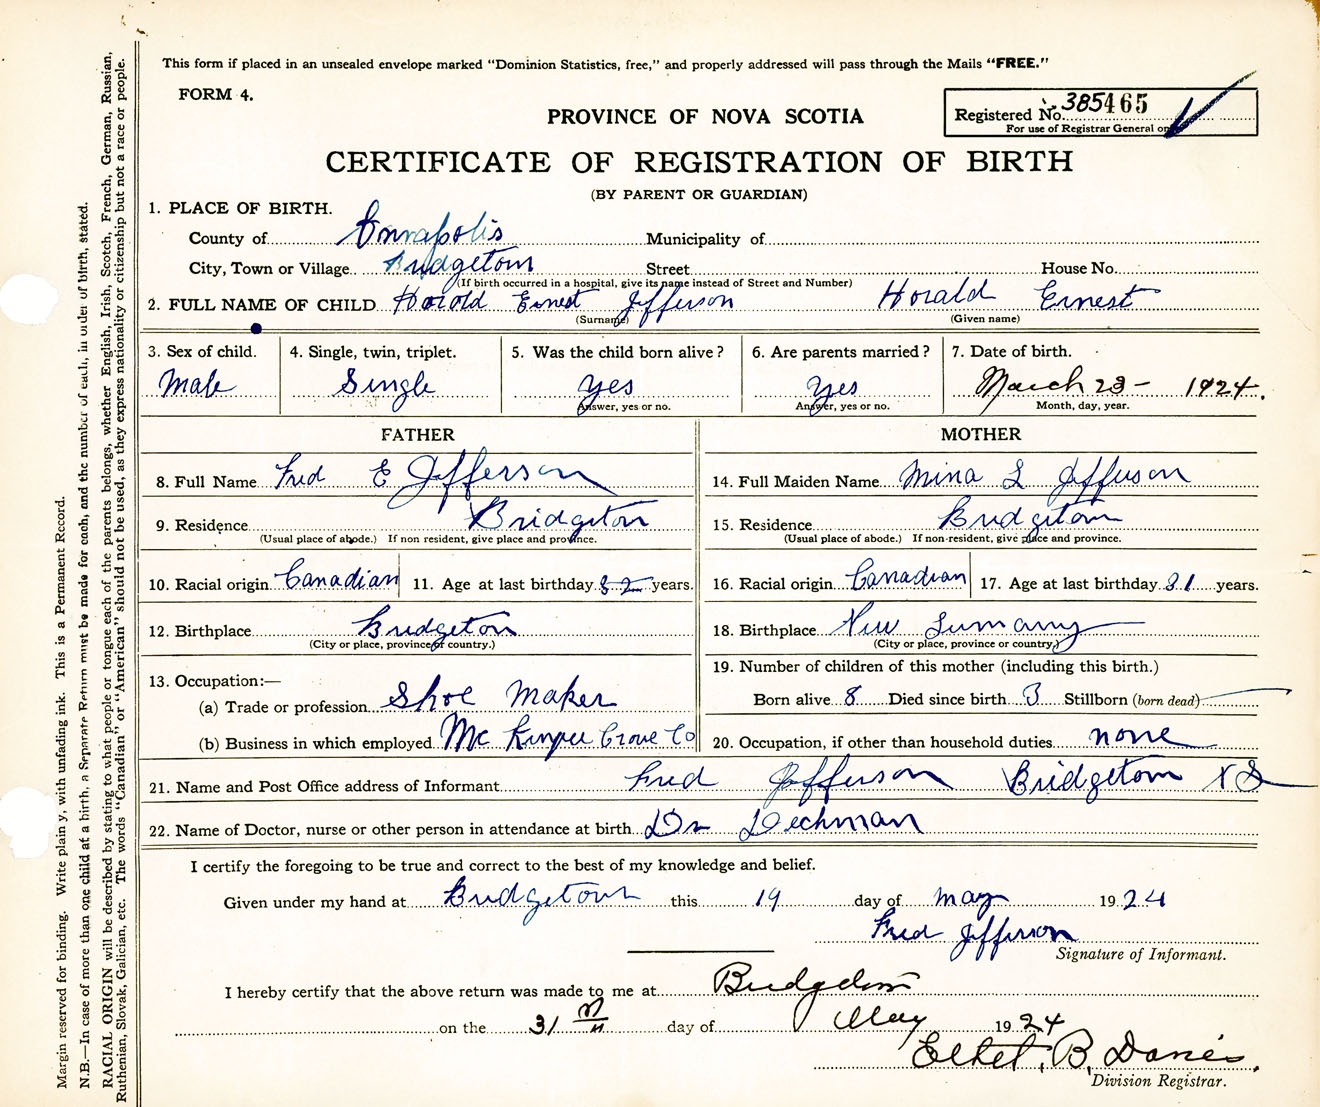 This form if placed in an unsealed envelope marked "Dominion Statistics, free," and properly addressed will pass through the Mails "FREE."
FORM 4.
Registered No. 385465
For use of Registrar General on
PROVINCE OF NOVA SCOTIA
CERTIFICATE OF REGISTRATION OF BIRTH
(BY PARENT OR GUARDIAN)
1. PLACE OF BIRTH.
County of Annapolis Municipality of
City, Town or Village Bridgetown Street House No.
(If birth occurred in a hospital, give its name instead of Street and Number)
2. FULL NAME OF CHILD Horold Ernest Jefferson Horald Ernest
(Surname) (Given name)
3. Sex of child. 4. Single, twin, triplet. 5. Was the child born alive? 6. Are parents married? 7. Date of birth.
Male Single yes yes March 23- 1924.
Answer, yes or no. Answer, yes or no. Month, day, year.
FATHER
8. Full Name Fred E Jefferson
9. Residence Bridgeton
(Usual place of abode.) If non resident, give place and province.
10. Racial origin Canadian 11. Age at last birthday 32 years.
12. Birthplace Bridgeton
(City or place, province or country.)
13. Occupation:—
(a) Trade or profession Shoe Maker
(b) Business in which employed Mc Co
MOTHER
14. Full Maiden Name Mina L Jefferson
15. Residence Bridgetown
(Usual place of abode.) If non-resident, give place and province.
16. Racial origin Canadian 17. Age at last birthday 31 years.
18. Birthplace New
(City or place, province or country.)
19. Number of children of this mother (including this birth.)
Born alive 8 Died since birth 3 Stillborn (born dead)
20. Occupation, if other than household duties none
21. Name and Post Office address of Informant Fred Jefferson Bridgetown N S
22. Name of Doctor, nurse or other person in attendance at birth Dr Dechman
I certify the foregoing to be true and correct to the best of my knowledge and belief.
Given under my hand at Bridgetown this 19 day of may 1924
Fred Jefferson
Signature of Informant.
I hereby certify that the above return was made to me at Bridgetown
on the 31 day of May 1924
Ethel. B. Davies.
Division Registrar.
Margin reserved for binding. Write plainy, with unfading ink. This is a Permanent Record.
N.B.—In case of more than one child at a birth, a Separate Return must be made for each, and the number of each, in order of birth, stated.
RACIAL ORIGIN will be described by stating to what people or tongue each of the parents belongs, whether English, Irish, Scotch, French, German, Russian,
Ruthenian, Slovak, Galician, etc. The words "Canadian" or "American" should not be used, as they express nationality or citizenship but not a race or people.